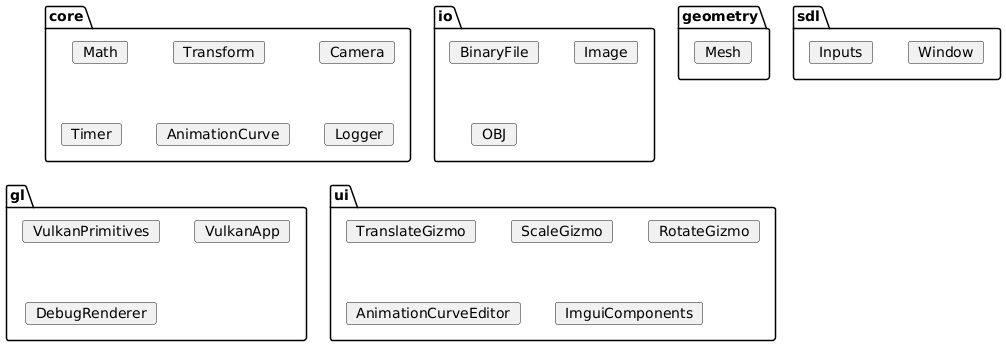 core
Math
Transform
Camera
Timer
AnimationCurve
Logger
io
BinaryFile
Image
OBJ
geometry
Mesh
sdl
Inputs
Window
gl
VulkanPrimitives
VulkanApp
DebugRenderer
ui
TranslateGizmo
ScaleGizmo
RotateGizmo
AnimationCurveEditor
ImguiComponents